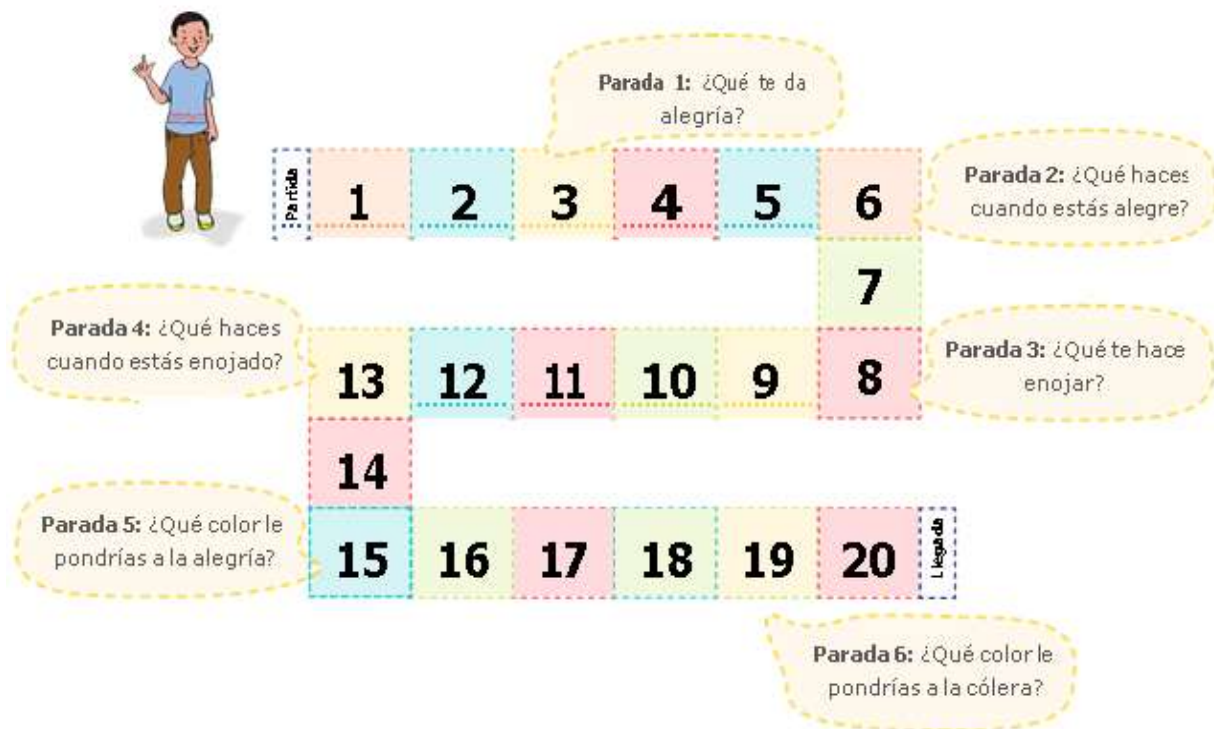 Parada 1: ¿Qué te da
alegría?
Partida
1 2 3 4 5 6
Parada 2: ¿Qué haces
cuando estás alegre?
7
Parada 4: ¿Qué haces
cuando estás enojado?
13 12 11 10 9 8
Parada 3: ¿Qué te hace
enojar?
14
Parada 5: ¿Qué color le
pondrías a la alegría?
15 16 17 18 19 20
Llegada
Parada 6: ¿Qué color le
pondrías a la cólera?